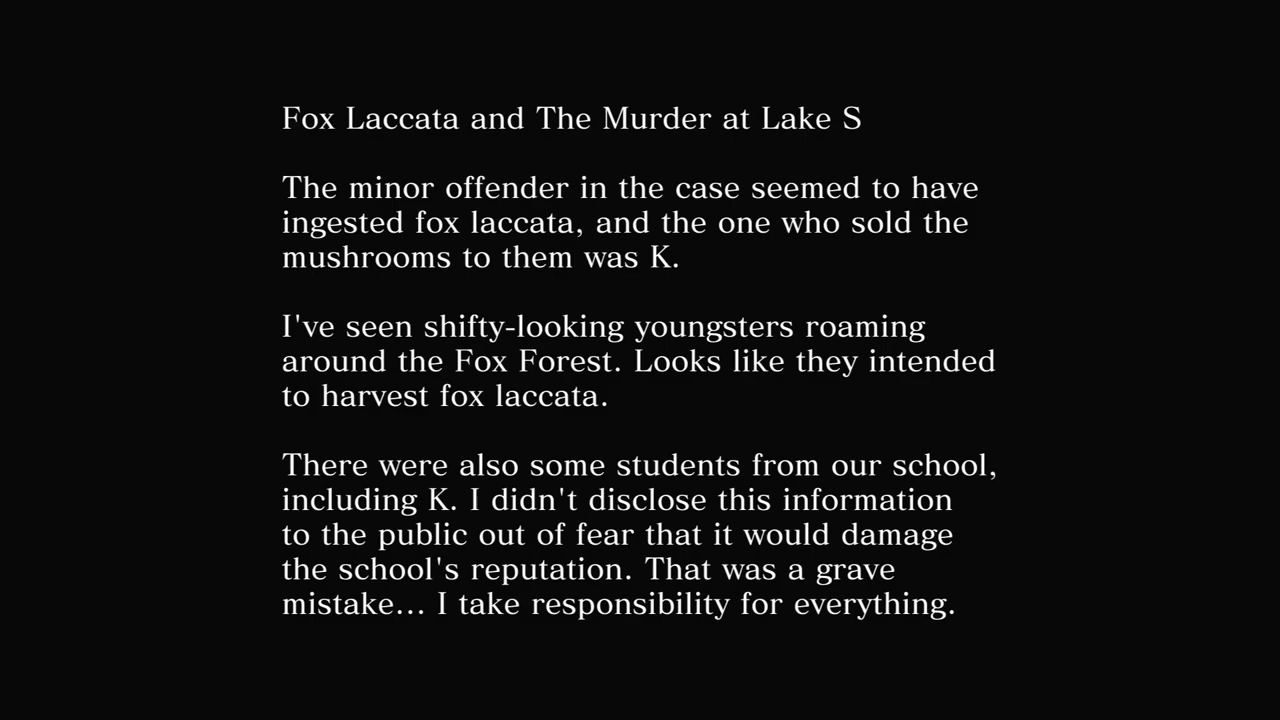 Fox Laccata and The Murder at Lake S
The minor offender in the case seemed to have
ingested fox laccata, and the one who sold the
mushrooms to them was K.
I've seen shifty-looking youngsters roaming
around the Fox Forest. Looks like they intended
to harvest fox laccata.
There were also some students from our school,
including K. I didn't disclose this information
to the public out of fear that it would damage
the school's reputation. That was a grave
mistake... I take responsibility for everything.